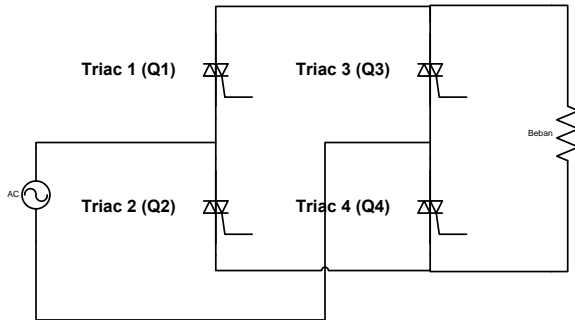 Triac 1 (Q1)
Triac 3 (Q3)
Beban
AC
Triac 2 (Q2)
Triac 4 (Q4)